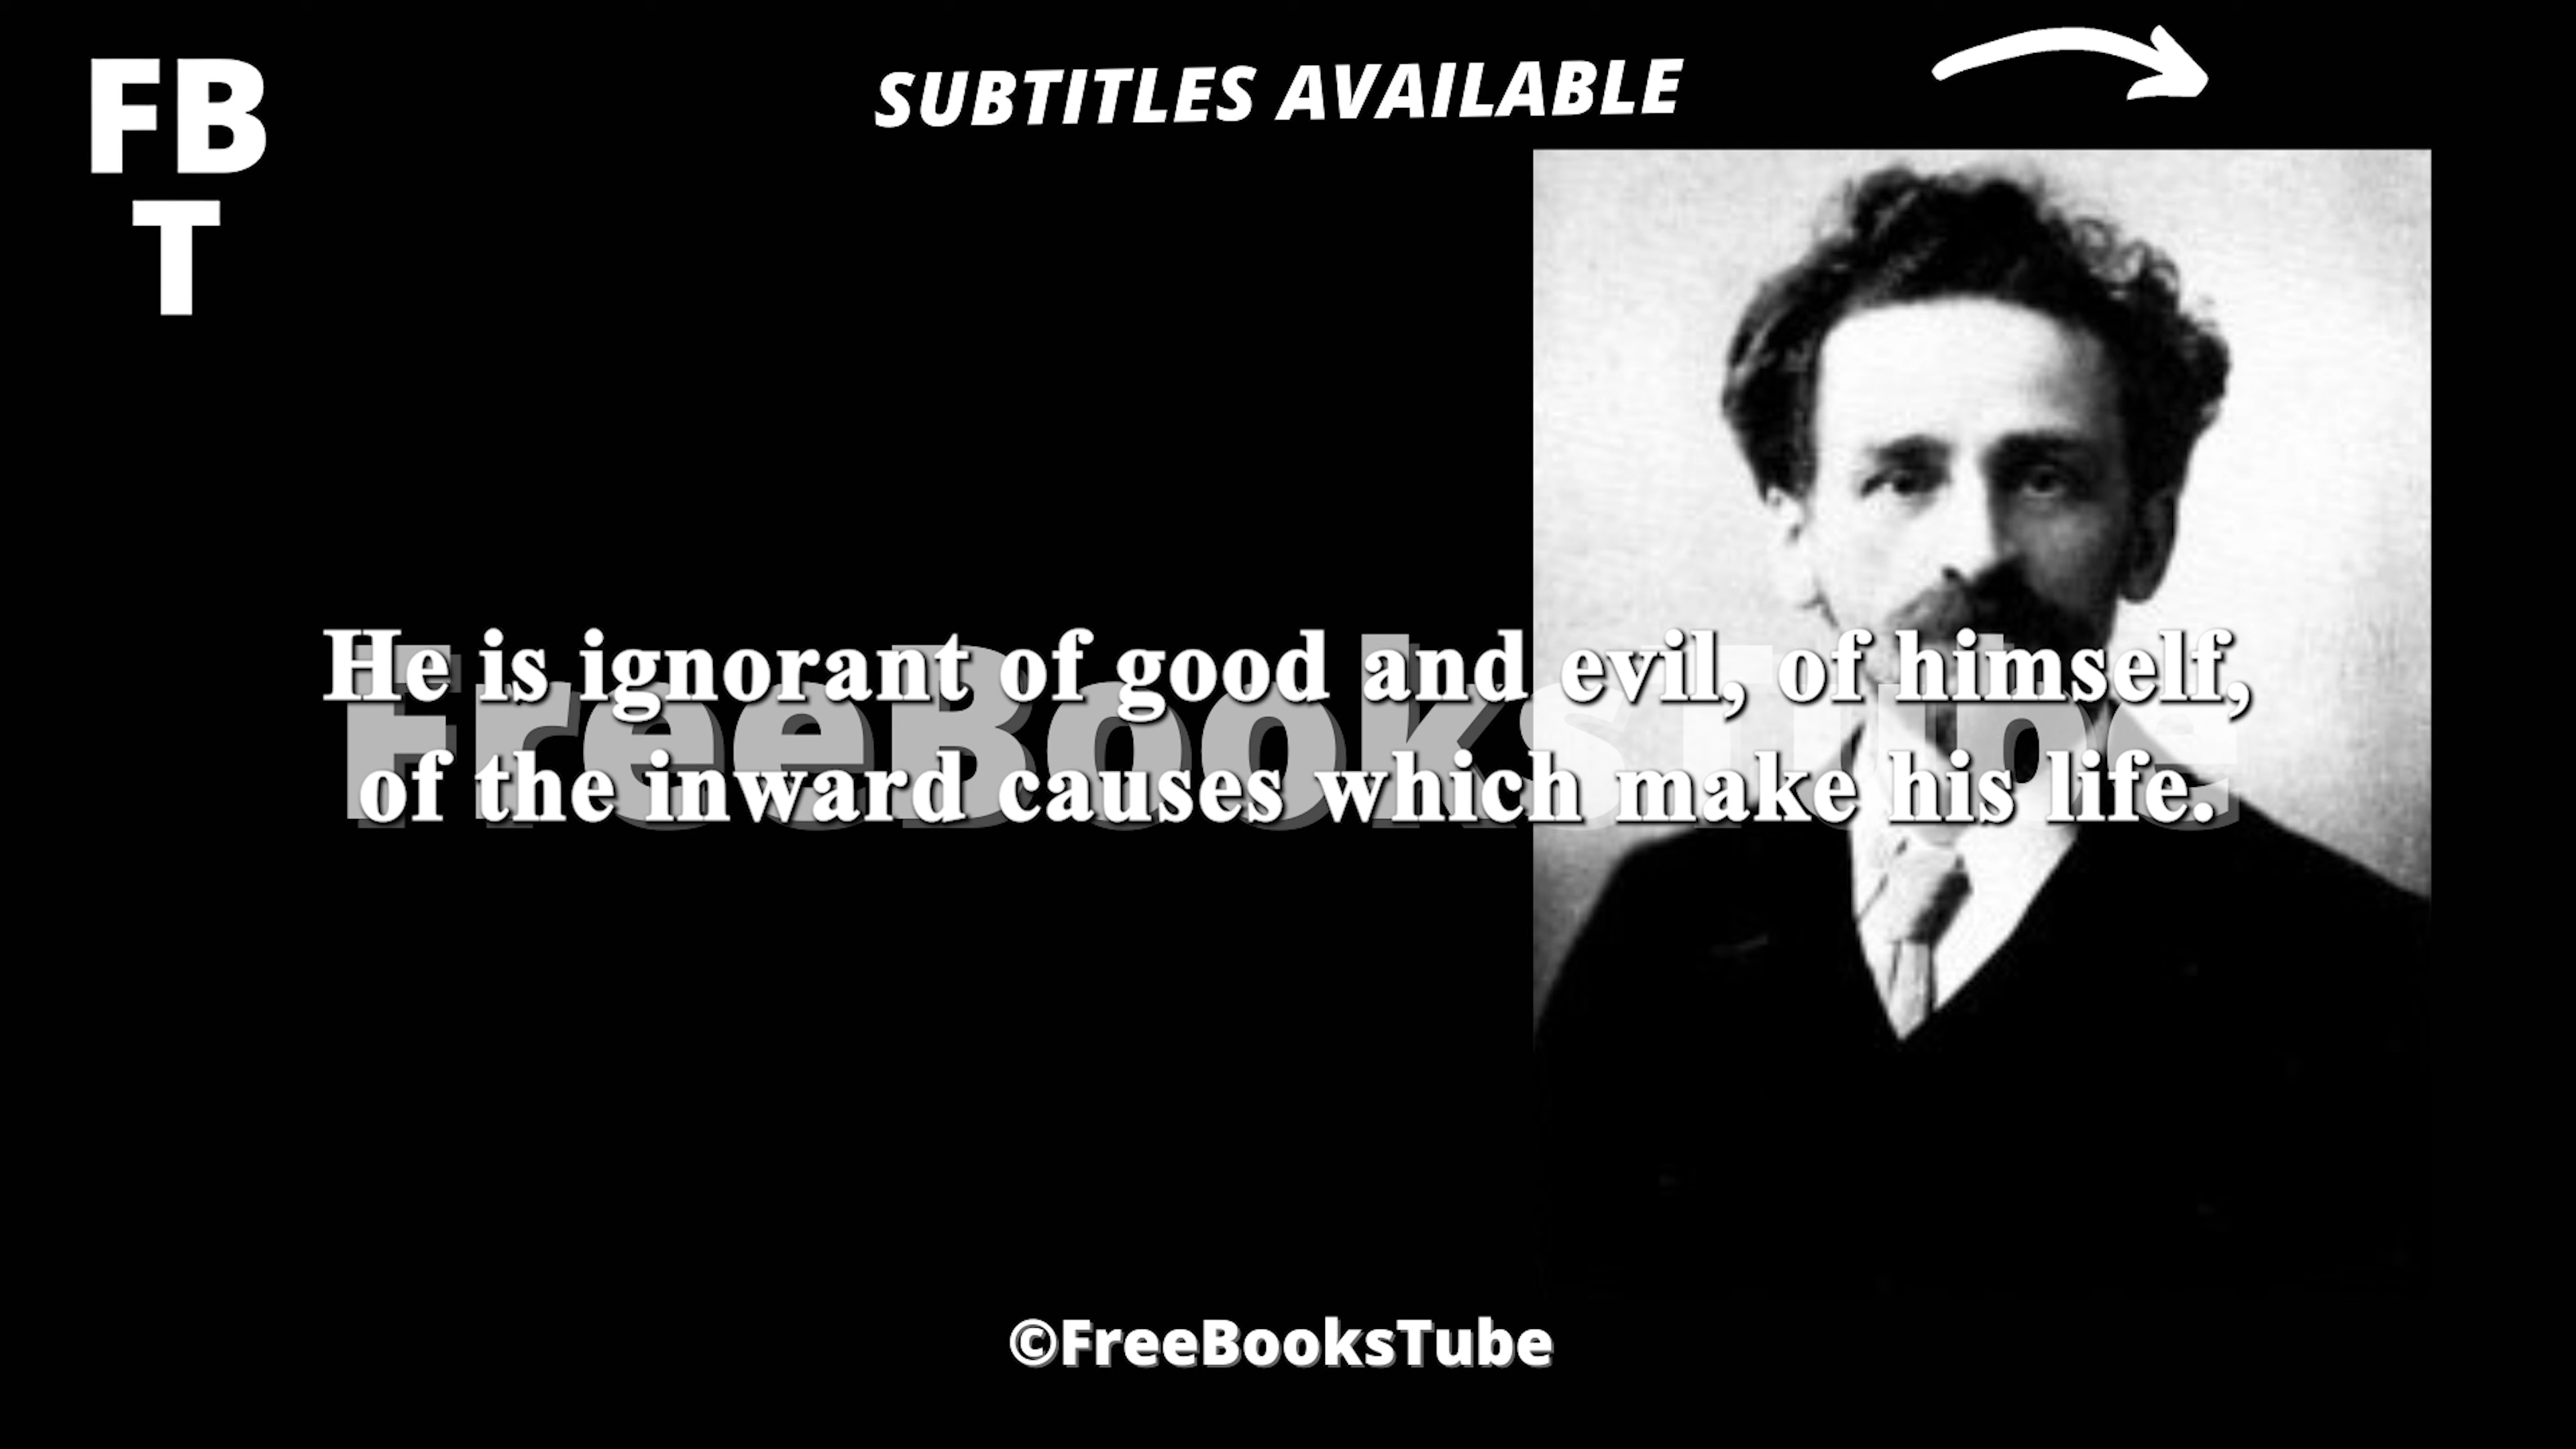 FB
T
SUBTITLES AVAILABLE
He is ignorant of good and evil, of himself,
of the inward causes which make his life.
FreeBooksTube
©FreeBooksTube